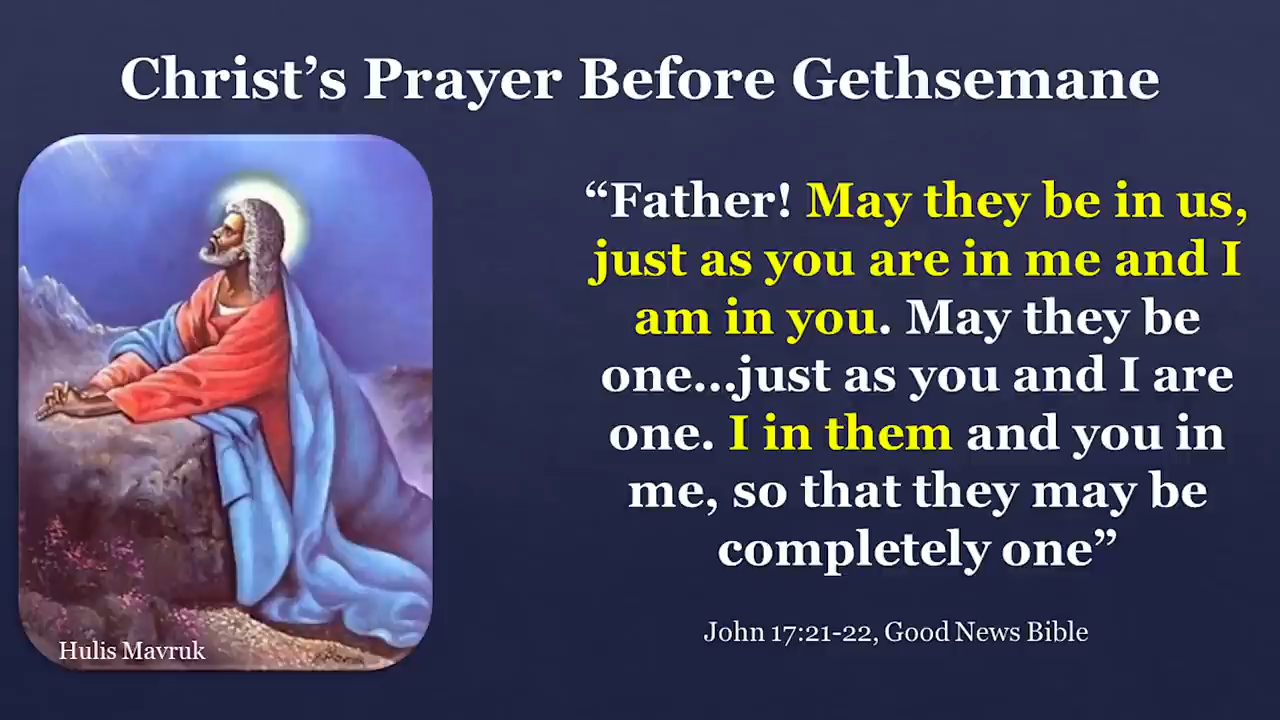 Christ’s Prayer Before Gethsemane
“Father! May they be in us,
just as you are in me and I
am in you. May they be
one...just as you and I are
one. I in them and you in
me, so that they may be
completely one”
John 17:21-22, Good News Bible
Hulis Mavruk